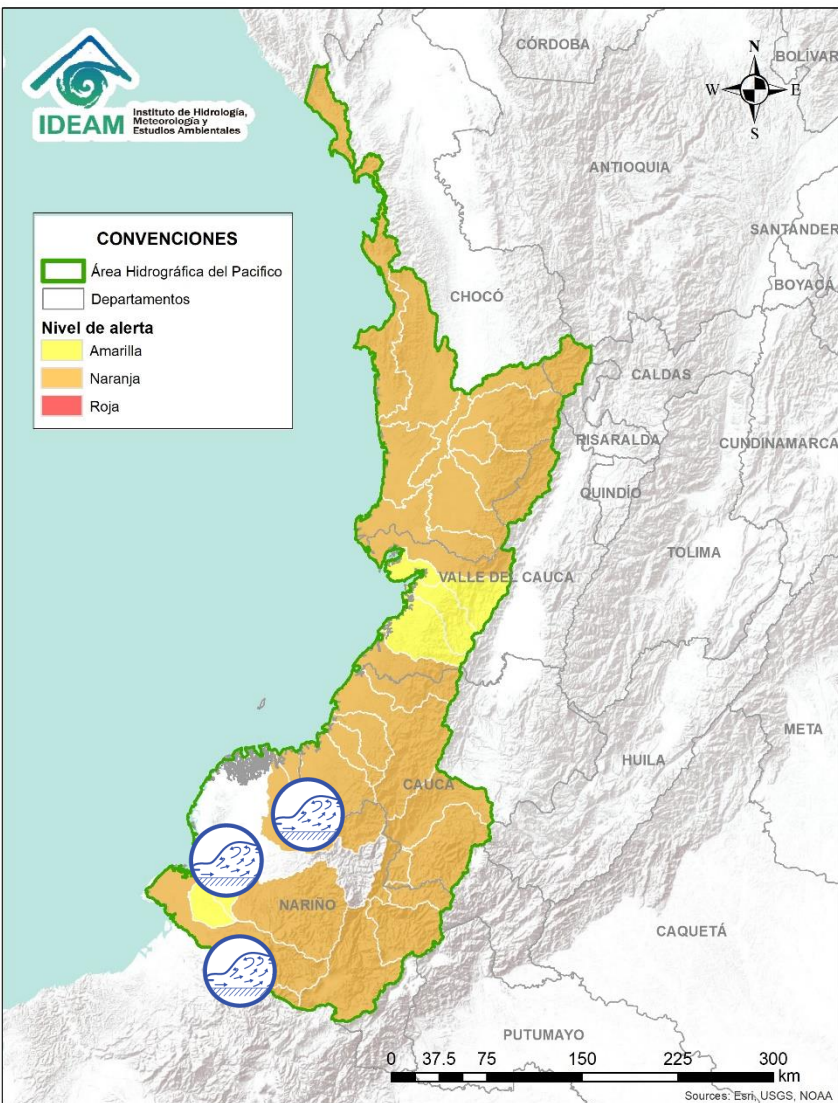 IDEAM
Instituto de Hidrología,
Meteorología y
Estudios Ambientales
CÓRDOBA
BOLÍVAR
N
W
E
S
ANTIOQUIA
SANTANDER
BOYACÁ
CONVENCIONES
Área Hidrográfica del Pacifico
Departamentos
Nivel de alerta
Amarilla
Naranja
Roja
CHOCÓ
CALDAS
RISARALDA
CUNDINAMARCA
QUINDÍO
TOLIMA
VALLE DEL CAUCA
META
HUILA
CAUCA
NARIÑO
CAQUETÁ
PUTUMAYO
0 37.5 75 150 225 300
km
Sources: Esri, USGS, NOAA